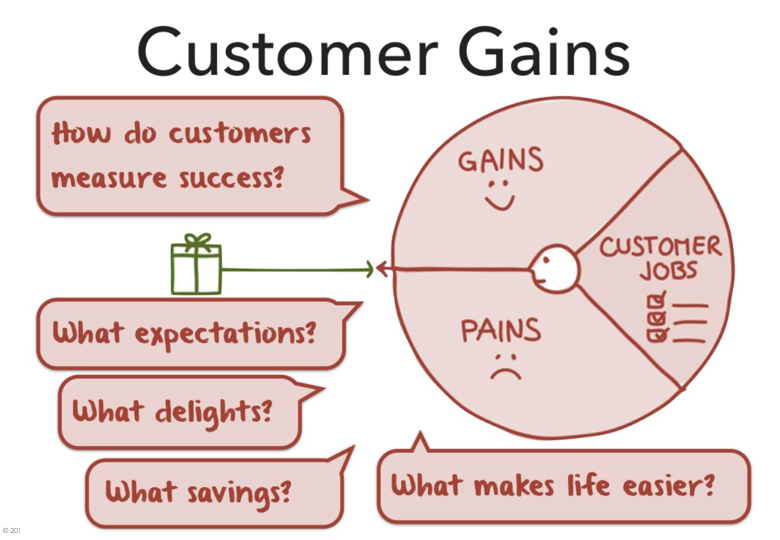 Customer Gains
How do customers
measure success?
GAINS
CUSTOMER
JOBS
What expectations?
PAINS
What delights?
What savings?
What makes life easier?
© 201